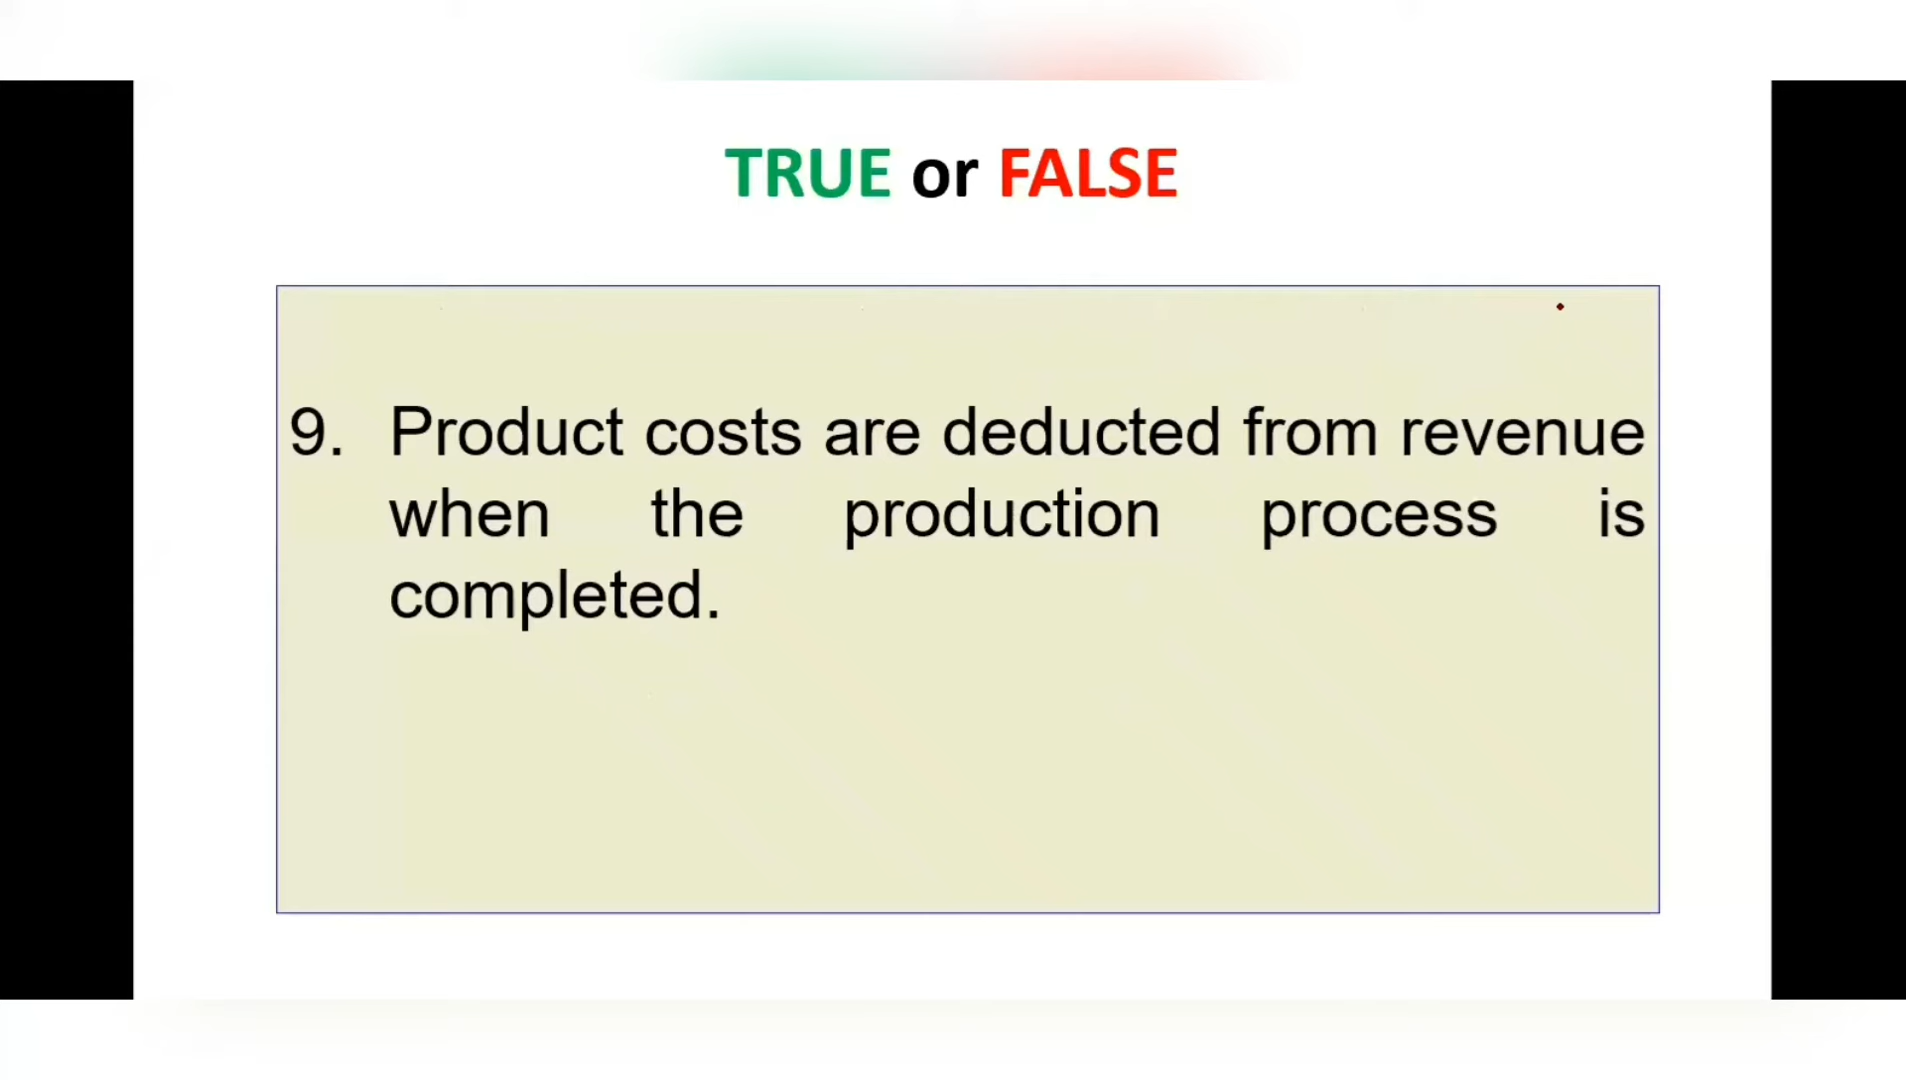 TRUE or FALSE
9. Product costs are deducted from revenue
when the production process is
completed.